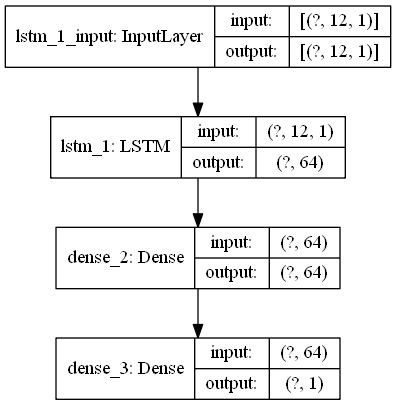 lstm_1_input: InputLayer
input: [(?, 12, 1)]
output: [(?, 12, 1)]
lstm_1: LSTM
input: (?, 12, 1)
output: (?, 64)
dense_2: Dense
input: (?, 64)
output: (?, 64)
dense_3: Dense
input: (?, 64)
output: (?, 1)